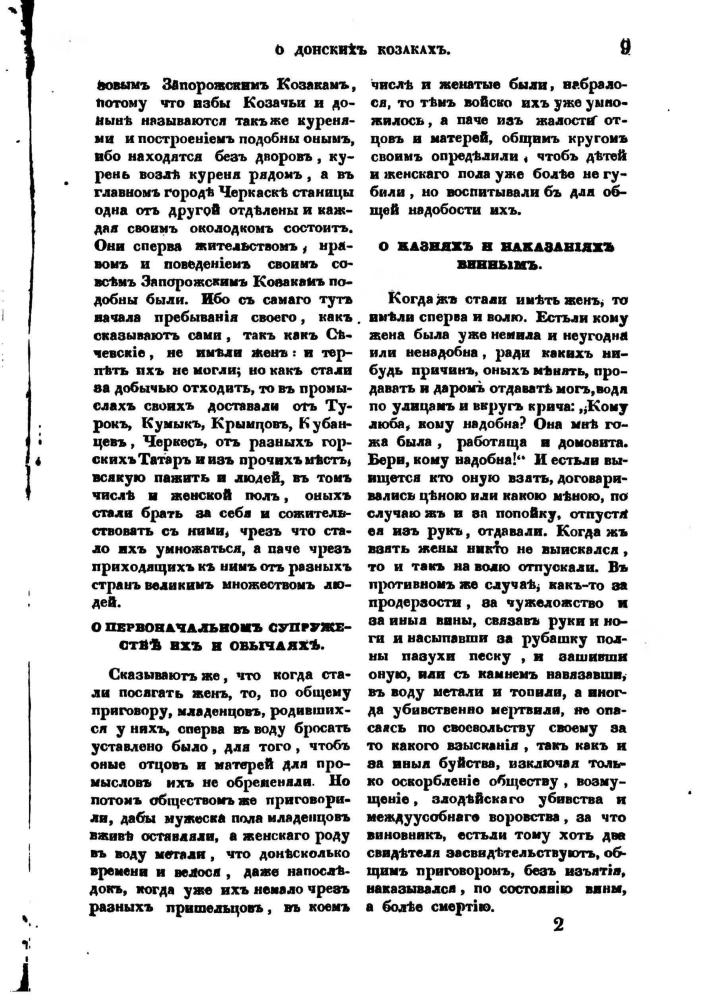 О ДОНСКИХЪ КОЗАКАХЪ.
9
вовымъ Запорожскимъ Козакамъ,
потому что избы Козачьи и до-
нынѣ называются также куреня-
ми и построеніемъ подобны онымъ,
ибо находятся безъ дворовъ, ку-
рень возлѣ куреня рядомъ, а въ
главномъ городѣ Черкаскѣ станицы
одна отъ другой отдѣлены и каж-
дая своимъ околодкомъ состоитъ.
Они сперва жительствомъ, нра-
вомъ и поведеніемъ своимъ со-
всѣмъ Запорожскимъ Козакамъ по-
добны были. Ибо съ самаго тутъ
начала пребыванія своего, какъ
сказываютъ сами, такъ какъ Сѣ-
чевскіе, не имѣли женъ: и тер-
пѣть ихъ не могли; но какъ стали
за добычью отходить, то въ промы-
слахъ своихъ доставали отъ Ту-
рокъ, Кумыкъ, Крымцовъ, Кубан-
цевъ, Черкесъ, отъ разныхъ гор-
скихъ Татаръ и изъ прочихъ мѣстъ,
всякую пажить и людей, въ томъ
числѣ и женской полъ, оныхъ
стали брать за себя и сожитель-
ствовать съ ними, чрезъ что ста-
ло ихъ умножаться, а паче чрезъ
приходящихъ къ нимъ отъ разныхъ
странъ великимъ множествомъ лю-
дей.
О ПЕРВОНАЧАЛЬНОМЪ СУПРУЖЕ-
СТВѢ ИХЪ И ОБЫЧАЯХЪ.
Сказываютъ же, что когда ста-
ли посягать женъ, то, по общему
приговору, младенцовъ, родивших-
ся у нихъ, сперва въ воду бросать
уставлено было, для того, чтобъ
оные отцовъ и матерей для про-
мысловъ ихъ не обременяли. Но
потомъ обществомъ же приговори-
ли, дабы мужеска пола младенцовъ
вживѣ оставляли, а женскаго роду
въ воду метали, что донѣсколько
времени и велося, даже напослѣ-
докъ, когда уже ихъ немало чрезъ
разныхъ пришельцовъ, въ коемъ
числѣ и женатые были, набрало-
ся, то тѣмъ войско ихъ уже умно-
жилось, а паче изъ жалости от-
цовъ и матерей, общимъ кругомъ
своимъ опредѣлили, чтобъ дѣтей
и женскаго пола уже болѣе не гу-
били, но воспитывали бъ для об-
щей надобости ихъ.
О КАЗНЯХЪ И НАКАЗАНІЯХЪ
ВИННЫМЪ.
Когда жъ стали имѣть женъ, то
имѣли сперва и волю. Естьли кому
жена была уже немила и неугодна
или ненадобна, ради какихъ ни-
будь причинъ, оныхъ мѣнять, про-
давать и даромъ отдавать могъ, водя
по улицамъ и вкругъ крича: „Кому
люба, кому надобна? Она мнѣ го-
жа была, работяща и домовита.
Бери, кому надобна!“ И естьли вы-
ищется кто оную взять, договари-
вались цѣною или какою мѣною, по
случаю жъ и за попойку, отпустя
ея изъ рукъ, отдавали. Когда жъ
взять жены никто не выискался,
то и такъ на волю отпускали. Въ
противномъ же случаѣ, какъ-то за
продерзости, за чужеложство и
за иныя вины, связавъ руки и но-
ги и насыпавши за рубашку пол-
ны пазухи песку, и зашивши
оную, или съ камнемъ навязавши,
въ воду метали и топили, а иног-
да убивственно мертвили, не опа-
саясь по своевольству своему за
то какого взысканія, такъ какъ и
за иныя буйства, изключая толь-
ко оскорбленіе обществу, возму-
щеніе, злодѣйскаго убивства и
междуусобнаго воровства, за что
виновникъ, естьли тому хоть два
свидѣтеля засвидѣтельствуютъ, об-
щимъ приговоромъ, безъ изъятія,
наказывался, по состоянію вины,
а болѣе смертію.
2